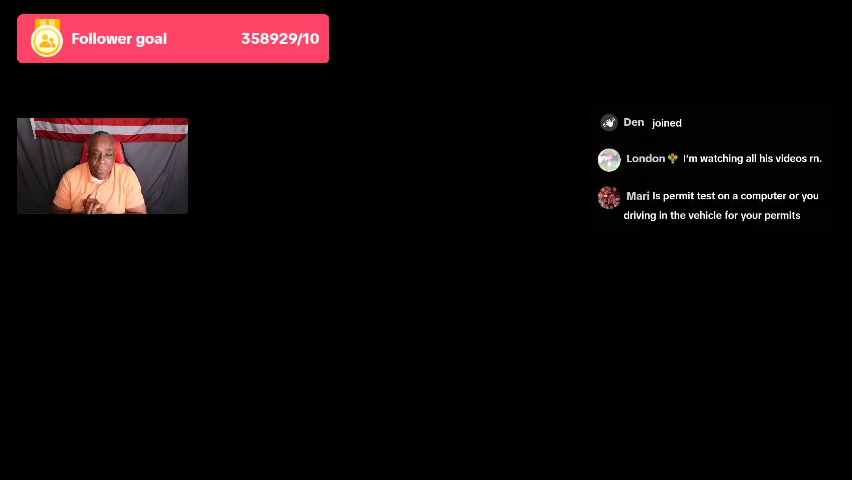 Follower goal 358929/10
Den joined
London I'm watching all his videos rn.
Mari Is permit test on a computer or you
driving in the vehicle for your permits